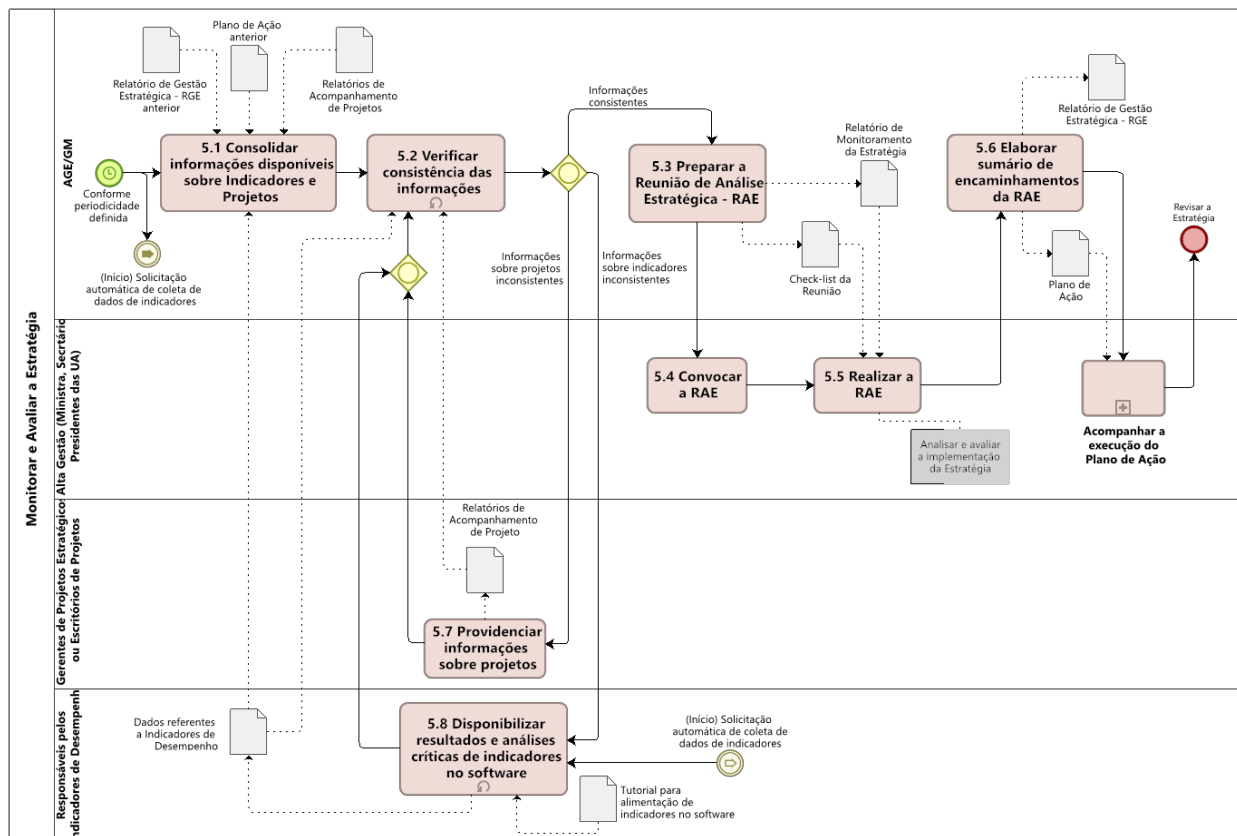 Monitorar e Avaliar a Estratégia
AGE/GM
Relatório de Gestão
Estratégica - RGE
anterior
Plano de Ação
anterior
Relatórios de
Acompanhamento
de Projetos
Conforme
periodicidade
definida
(Início) Solicitação
automática de coleta de
dados de indicadores
5.1 Consolidar
informações disponíveis
sobre Indicadores e
Projetos
5.2 Verificar
consistência das
informações
Informações
consistentes
Informações
sobre projetos
inconsistentes
Informações
sobre indicadores
inconsistentes
5.3 Preparar a
Reunião de Análise
Estratégica - RAE
Relatório de
Monitoramento
da Estratégia
Check-list da
Reunião
5.6 Elaborar
sumário de
encaminhamentos
da RAE
Relatório de Gestão
Estratégica - RGE
Plano de
Ação
Revisar a
Estratégia
Alta Gestão (Ministra, Secrtário
Presidentes das UA)
5.4 Convocar
a RAE
5.5 Realizar a
RAE
Analisar e avaliar
a implementação
da Estratégia
Acompanhar a
execução do
Plano de Ação
Gerentes de Projetos Estratégicos
ou Escritórios de Projetos
Relatórios de
Acompanhamento
de Projeto
5.7 Providenciar
informações
sobre projetos
Responsáveis pelos
ndicadores de Desempenh
Dados referentes
a Indicadores de
Desempenho
5.8 Disponibilizar
resultados e análises
críticas de indicadores
no software
(Início) Solicitação
automática de coleta de
dados de indicadores
Tutorial para
alimentação de
indicadores no software